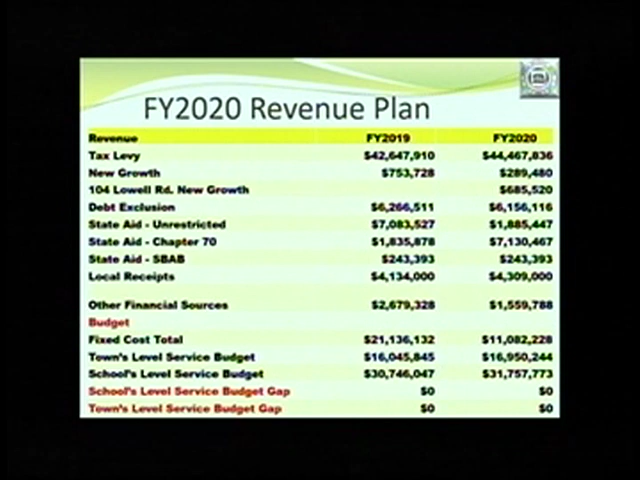 FY2020 Revenue Plan
Revenue FY2019 FY2020
Tax Levy $42,647,910 $44,467,836
New Growth $753,728 $289,480
104 Lowell Rd. New Growth $685,520
Debt Exclusion $6,266,511 $6,156,116
State Aid - Unrestricted $7,083,527 $1,885,447
State Aid - Chapter 70 $1,835,878 $7,130,467
State Aid - SBAB $243,393 $243,393
Local Receipts $4,134,000 $4,309,000
Other Financial Sources $2,679,328 $1,559,788
Budget
Fixed Cost Total $21,136,132 $11,082,228
Town's Level Service Budget $16,045,845 $16,950,244
School's Level Service Budget $30,746,047 $31,757,773
School's Level Service Budget Gap $0 $0
Town's Level Service Budget Gap $0 $0